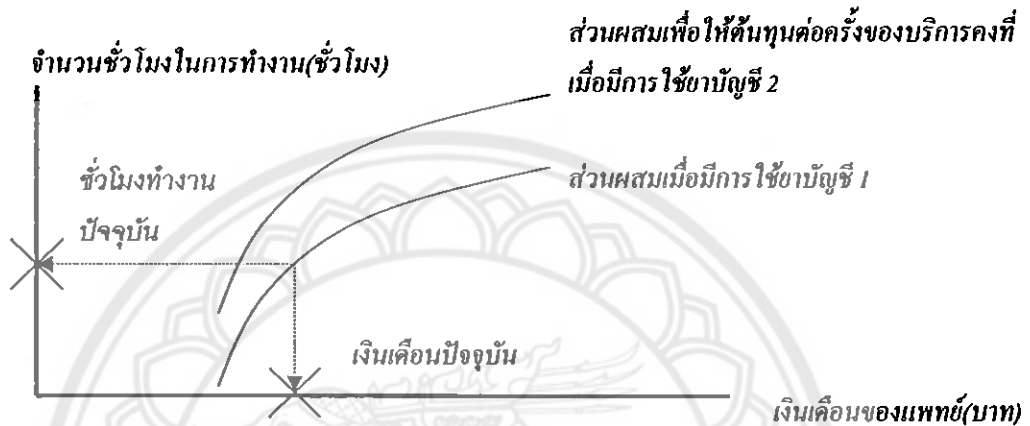 ส่วนผสมเพื่อให้ต้นทุนต่อครั้งของบริการคงที่
เมื่อมีการใช้ยาบัญชี 2
จำนวนชั่วโมงในการทำงาน(ชั่วโมง)
ชั่วโมงทำงาน
ปัจจุบัน
ส่วนผสมเมื่อมีการใช้ยาบัญชี 1
เงินเดือนปัจจุบัน
เงินเดือนของแพทย์(บาท)